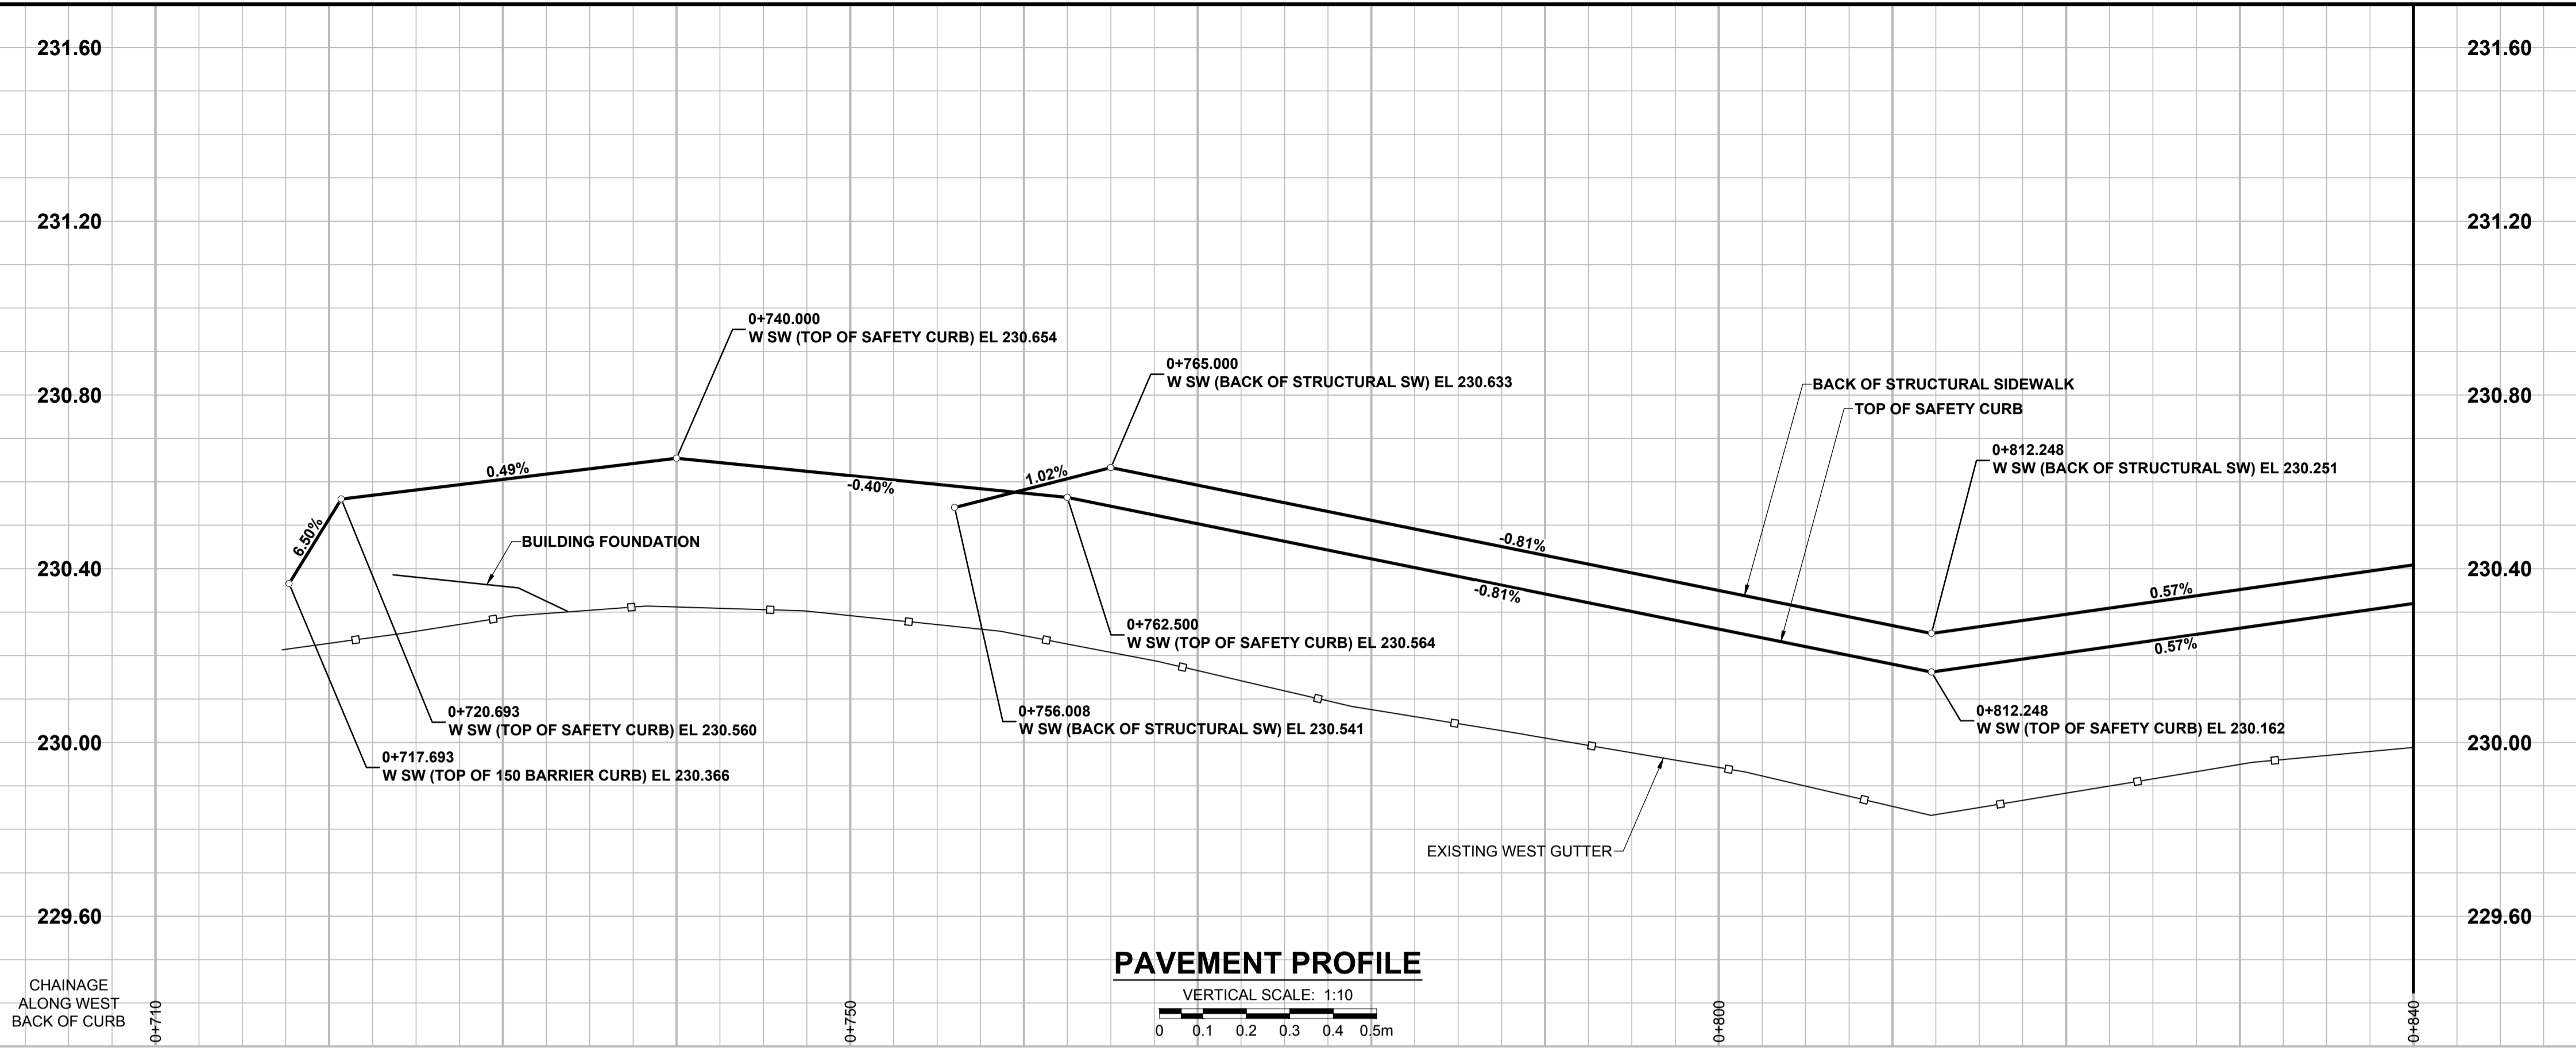 231.60
231.60
231.20
231.20
0+740.000
W SW (TOP OF SAFETY CURB) EL 230.654
0+765.000
W SW (BACK OF STRUCTURAL SW) EL 230.633
230.80
BACK OF STRUCTURAL SIDEWALK
230.80
TOP OF SAFETY CURB
0+812.248
W SW (BACK OF STRUCTURAL SW) EL 230.251
0.49%
-0.40%
1.02%
6.50%
BUILDING FOUNDATION
-0.81%
230.40
230.40
-0.81%
0.57%
0.57%
0+762.500
W SW (TOP OF SAFETY CURB) EL 230.564
0+720.693
W SW (TOP OF SAFETY CURB) EL 230.560
0+756.008
W SW (BACK OF STRUCTURAL SW) EL 230.541
0+812.248
W SW (TOP OF SAFETY CURB) EL 230.162
230.00
230.00
0+717.693
W SW (TOP OF 150 BARRIER CURB) EL 230.366
EXISTING WEST GUTTER
229.60
229.60
PAVEMENT PROFILE
VERTICAL SCALE: 1:10
0 0.1 0.2 0.3 0.4 0.5m
CHAINAGE
ALONG WEST
BACK OF CURB
0+710
0+750
0+800
0+840